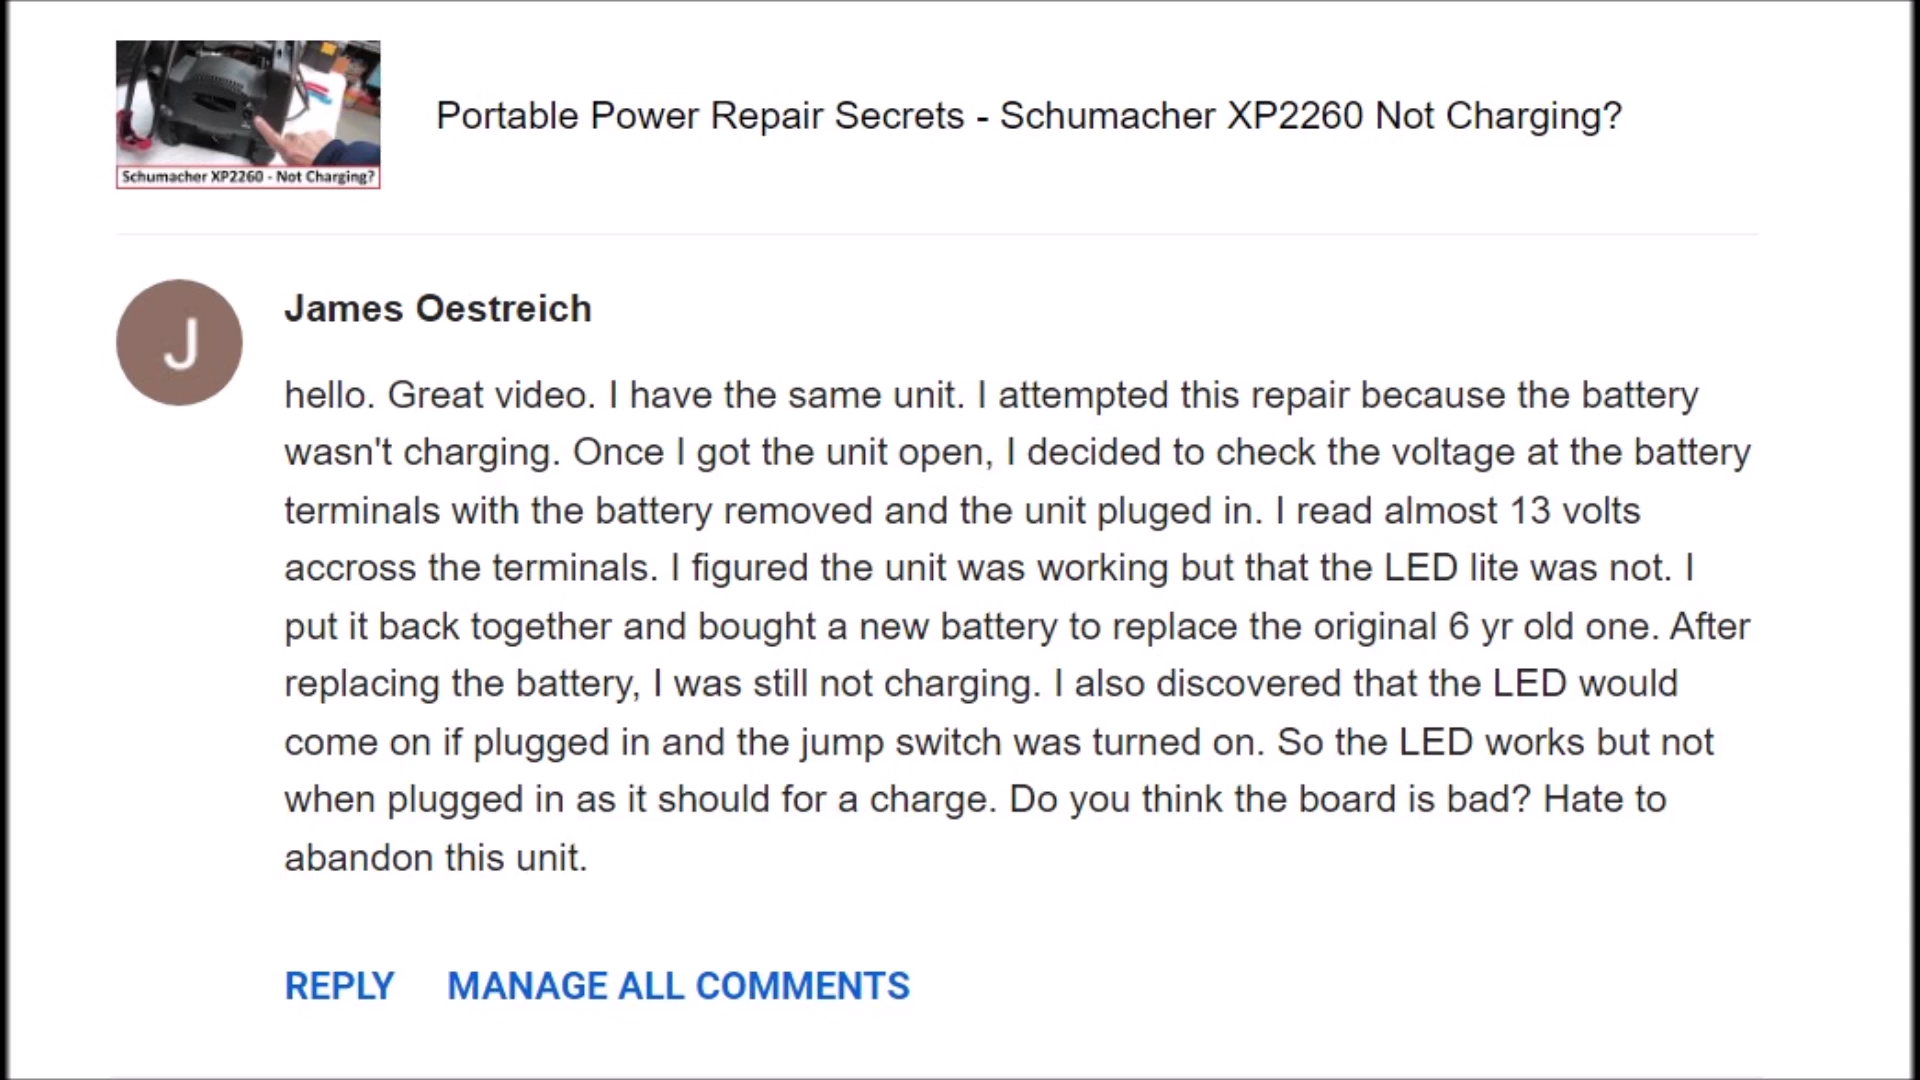 Portable Power Repair Secrets - Schumacher XP2260 Not Charging?
Schumacher XP2260 - Not Charging?
J
James Oestreich
hello. Great video. I have the same unit. I attempted this repair because the battery
wasn't charging. Once I got the unit open, I decided to check the voltage at the battery
terminals with the battery removed and the unit pluged in. I read almost 13 volts
accross the terminals. I figured the unit was working but that the LED lite was not. I
put it back together and bought a new battery to replace the original 6 yr old one. After
replacing the battery, I was still not charging. I also discovered that the LED would
come on if plugged in and the jump switch was turned on. So the LED works but not
when plugged in as it should for a charge. Do you think the board is bad? Hate to
abandon this unit.
REPLY MANAGE ALL COMMENTS